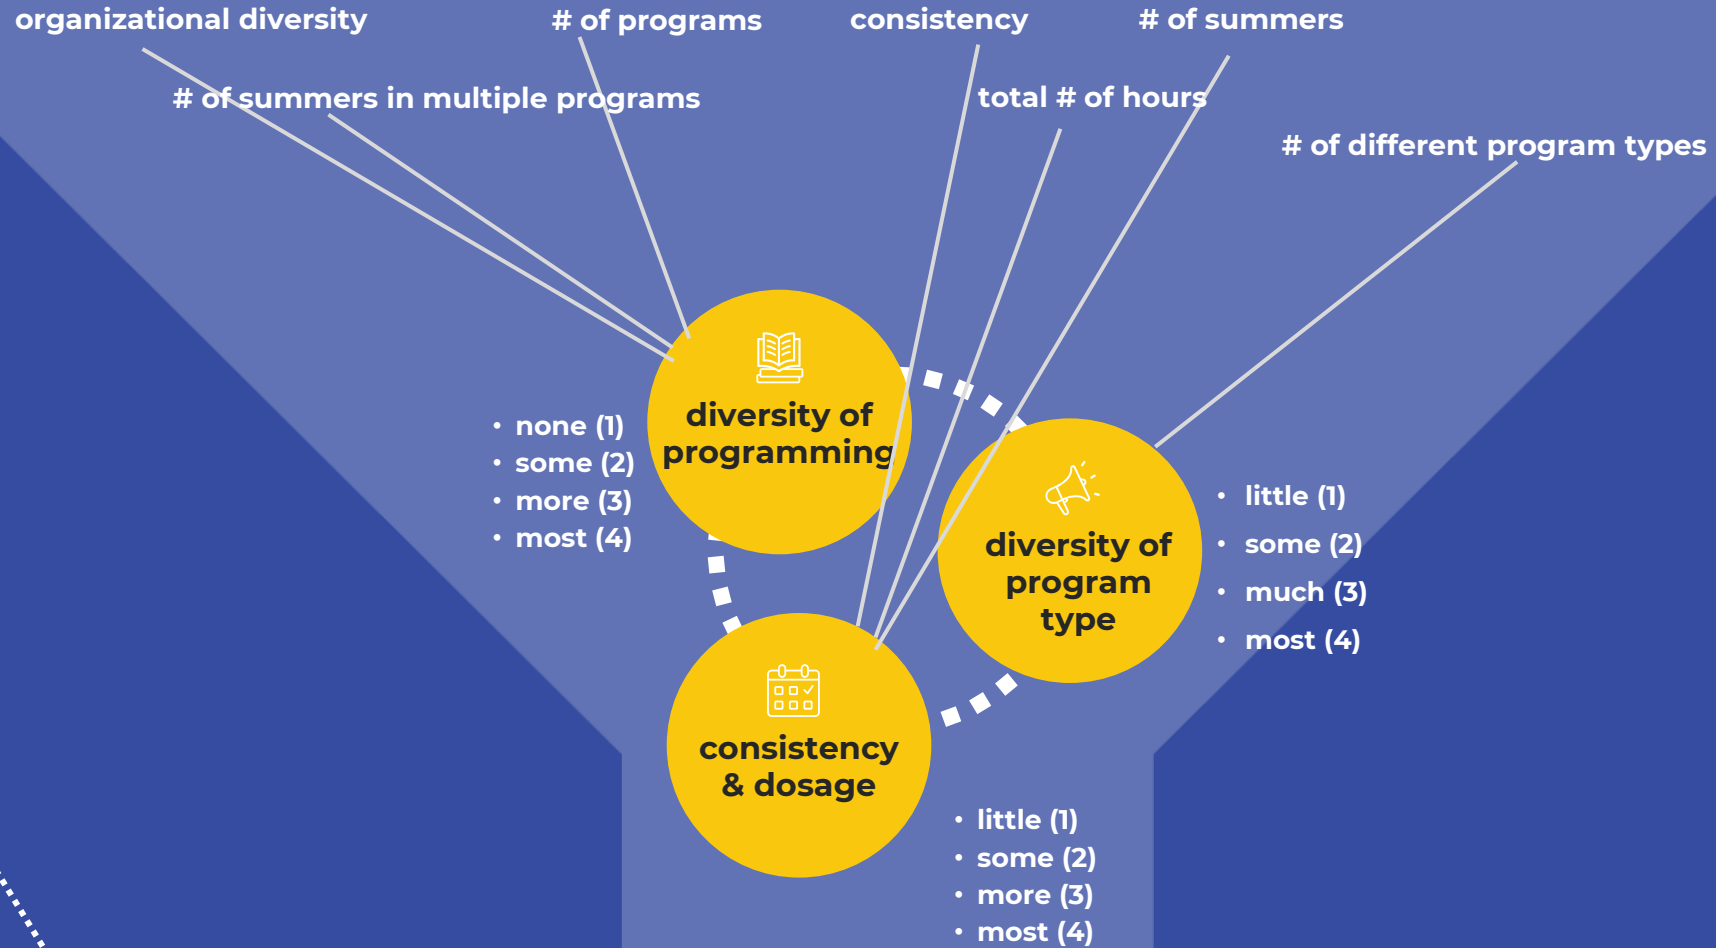 organizational diversity
# of programs
consistency
# of summers
# of summers in multiple programs
total # of hours
# of different program types
diversity of
programming
• none (1)
• some (2)
• more (3)
• most (4)
diversity of
program
type
• little (1)
• some (2)
• much (3)
• most (4)
consistency
& dosage
• little (1)
• some (2)
• more (3)
• most (4)